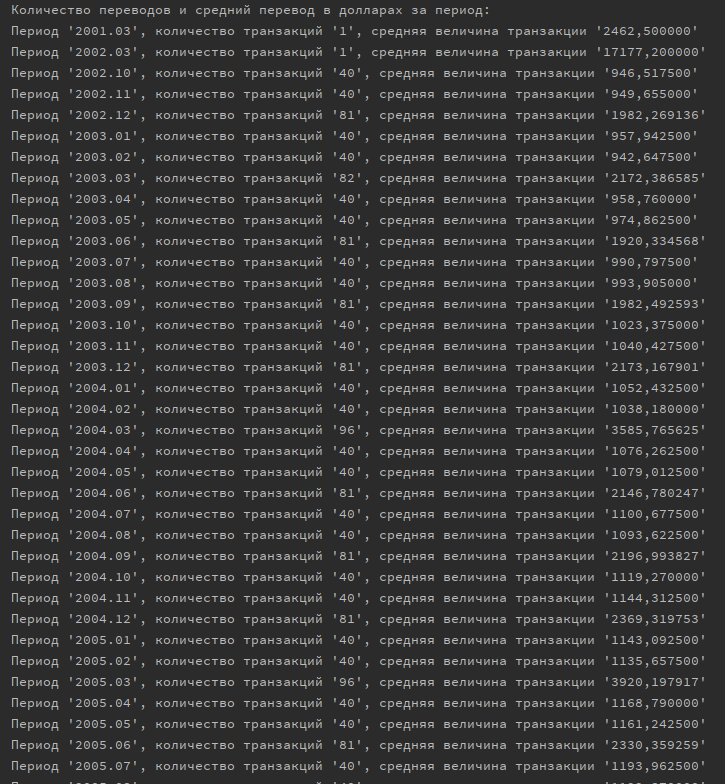 Количество переводов и средний перевод в долларах за период:
Период '2001.03', количество транзакций '1', средняя величина транзакции '2462,500000'
Период '2002.03', количество транзакций '1', средняя величина транзакции '17177,200000'
Период '2002.10', количество транзакций '40', средняя величина транзакции '946,517500'
Период '2002.11', количество транзакций '40', средняя величина транзакции '949,655000'
Период '2002.12', количество транзакций '81', средняя величина транзакции '1982,269136'
Период '2003.01', количество транзакций '40', средняя величина транзакции '957,942500'
Период '2003.02', количество транзакций '40', средняя величина транзакции '942,647500'
Период '2003.03', количество транзакций '82', средняя величина транзакции '2172,386585'
Период '2003.04', количество транзакций '40', средняя величина транзакции '958,760000'
Период '2003.05', количество транзакций '40', средняя величина транзакции '974,862500'
Период '2003.06', количество транзакций '81', средняя величина транзакции '1920,334568'
Период '2003.07', количество транзакций '40', средняя величина транзакции '990,797500'
Период '2003.08', количество транзакций '40', средняя величина транзакции '993,905000'
Период '2003.09', количество транзакций '81', средняя величина транзакции '1982,492593'
Период '2003.10', количество транзакций '40', средняя величина транзакции '1023,375000'
Период '2003.11', количество транзакций '40', средняя величина транзакции '1040,427500'
Период '2003.12', количество транзакций '81', средняя величина транзакции '2173,167901'
Период '2004.01', количество транзакций '40', средняя величина транзакции '1052,432500'
Период '2004.02', количество транзакций '40', средняя величина транзакции '1038,180000'
Период '2004.03', количество транзакций '96', средняя величина транзакции '3585,765625'
Период '2004.04', количество транзакций '40', средняя величина транзакции '1076,262500'
Период '2004.05', количество транзакций '40', средняя величина транзакции '1079,012500'
Период '2004.06', количество транзакций '81', средняя величина транзакции '2146,780247'
Период '2004.07', количество транзакций '40', средняя величина транзакции '1100,677500'
Период '2004.08', количество транзакций '40', средняя величина транзакции '1093,622500'
Период '2004.09', количество транзакций '81', средняя величина транзакции '2196,993827'
Период '2004.10', количество транзакций '40', средняя величина транзакции '1119,270000'
Период '2004.11', количество транзакций '40', средняя величина транзакции '1144,312500'
Период '2004.12', количество транзакций '81', средняя величина транзакции '2369,319753'
Период '2005.01', количество транзакций '40', средняя величина транзакции '1143,092500'
Период '2005.02', количество транзакций '40', средняя величина транзакции '1135,657500'
Период '2005.03', количество транзакций '96', средняя величина транзакции '3920,197917'
Период '2005.04', количество транзакций '40', средняя величина транзакции '1168,790000'
Период '2005.05', количество транзакций '40', средняя величина транзакции '1161,242500'
Период '2005.06', количество транзакций '81', средняя величина транзакции '2330,359259'
Период '2005.07', количество транзакций '40', средняя величина транзакции '1193,962500'